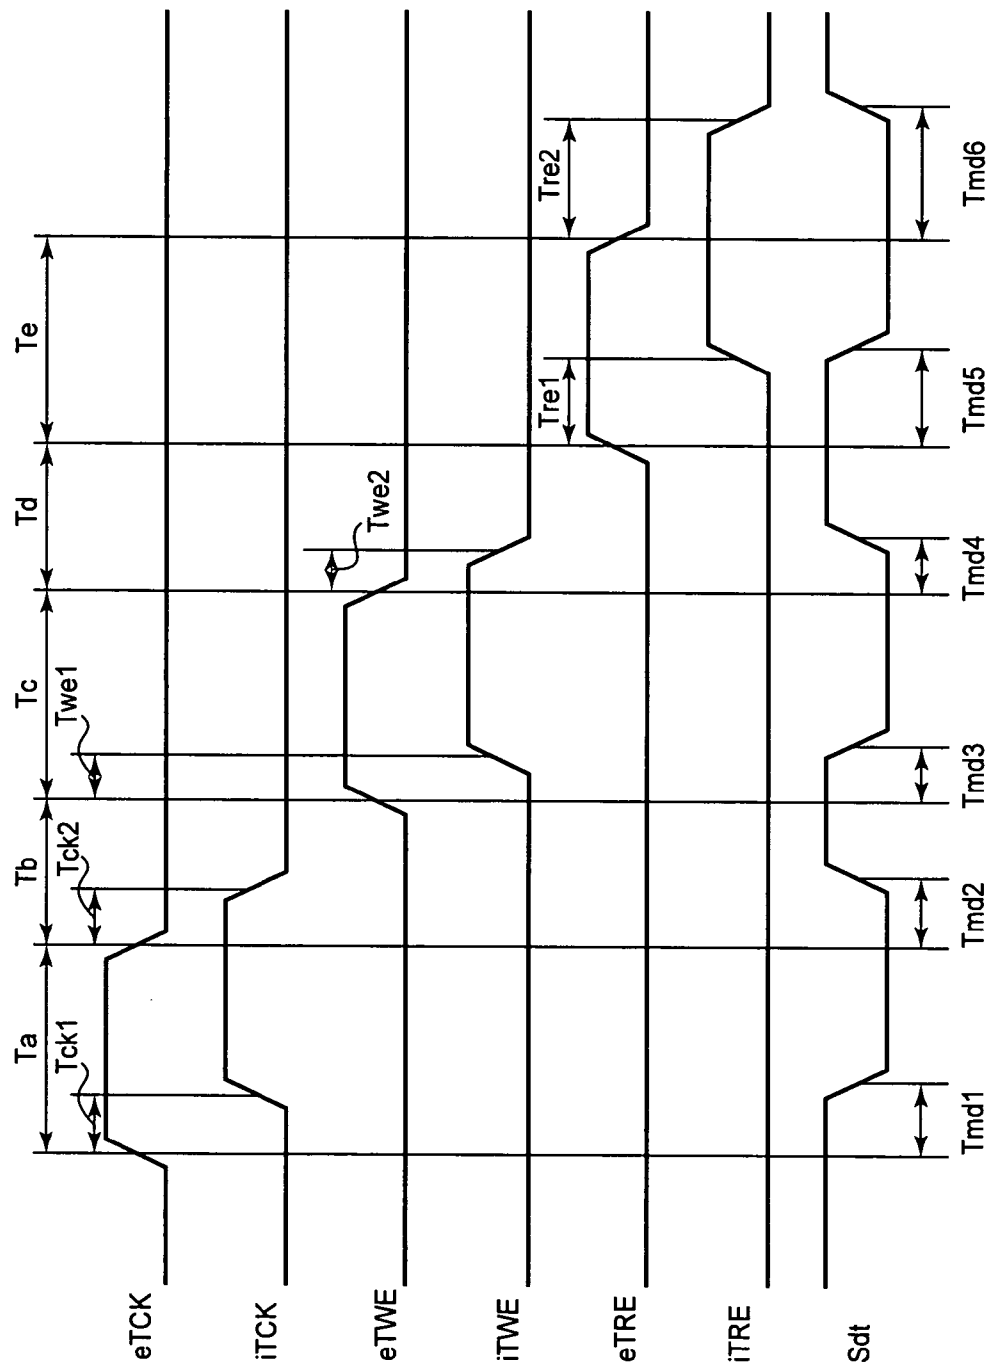 Ta
Tb
Tc
Td
Te
Tck1
Tck2
Twe1
Twe2
Tre1
Tre2
eTCK
iTCK
eTWE
iTWE
eTRE
iTRE
Sdt
Tmd1
Tmd2
Tmd3
Tmd4
Tmd5
Tmd6